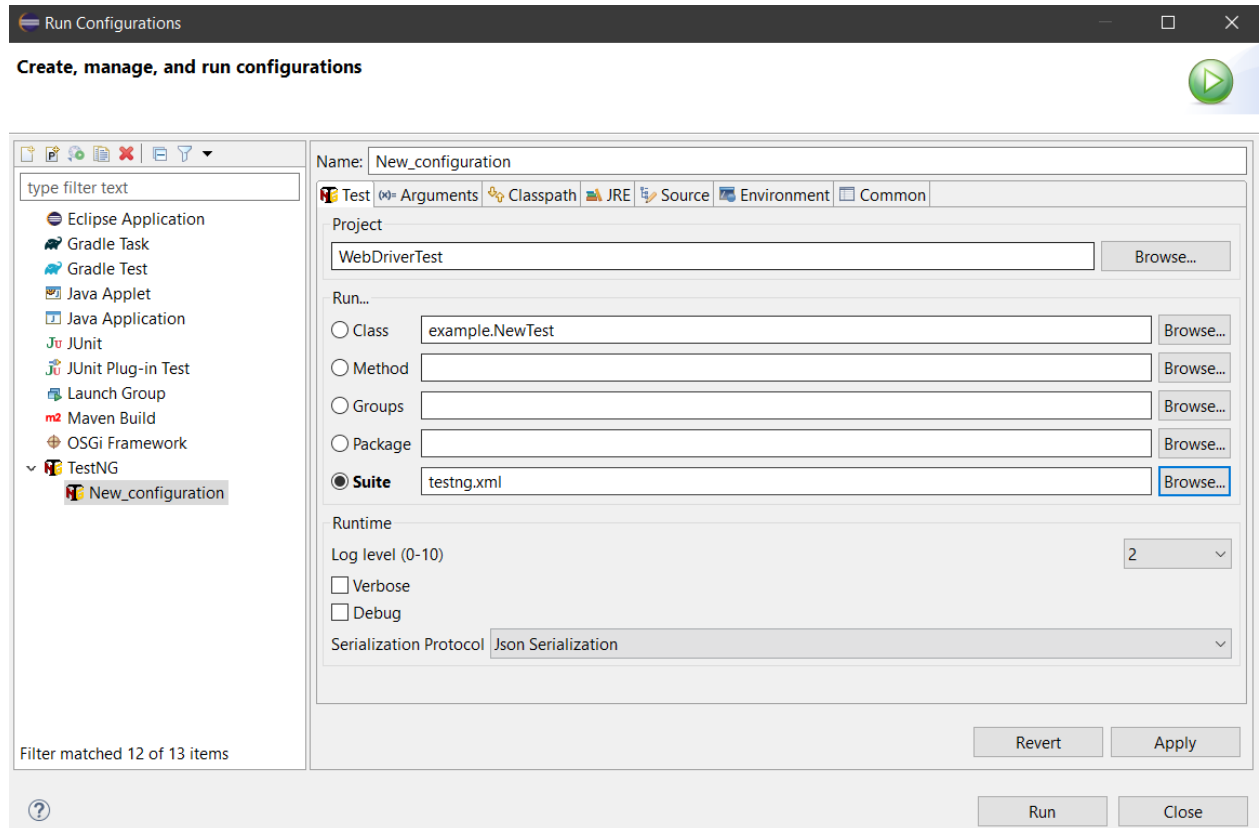 Run Configurations
Create, manage, and run configurations
type filter text
Eclipse Application
Gradle Task
Gradle Test
Java Applet
Java Application
Ju JUnit
JUnit Plug-in Test
Launch Group
m2 Maven Build
OSGi Framework
TestNG
New_configuration
Filter matched 12 of 13 items
Name: New_configuration
Test (x)= Arguments Classpath JRE Source Environment Common
Project
WebDriverTest Browse...
Run...
Class example.NewTest Browse...
Method Browse...
Groups Browse...
Package Browse...
Suite testng.xml Browse...
Runtime
Log level (0-10) 2
Verbose
Debug
Serialization Protocol Json Serialization
Revert Apply
? Run Close